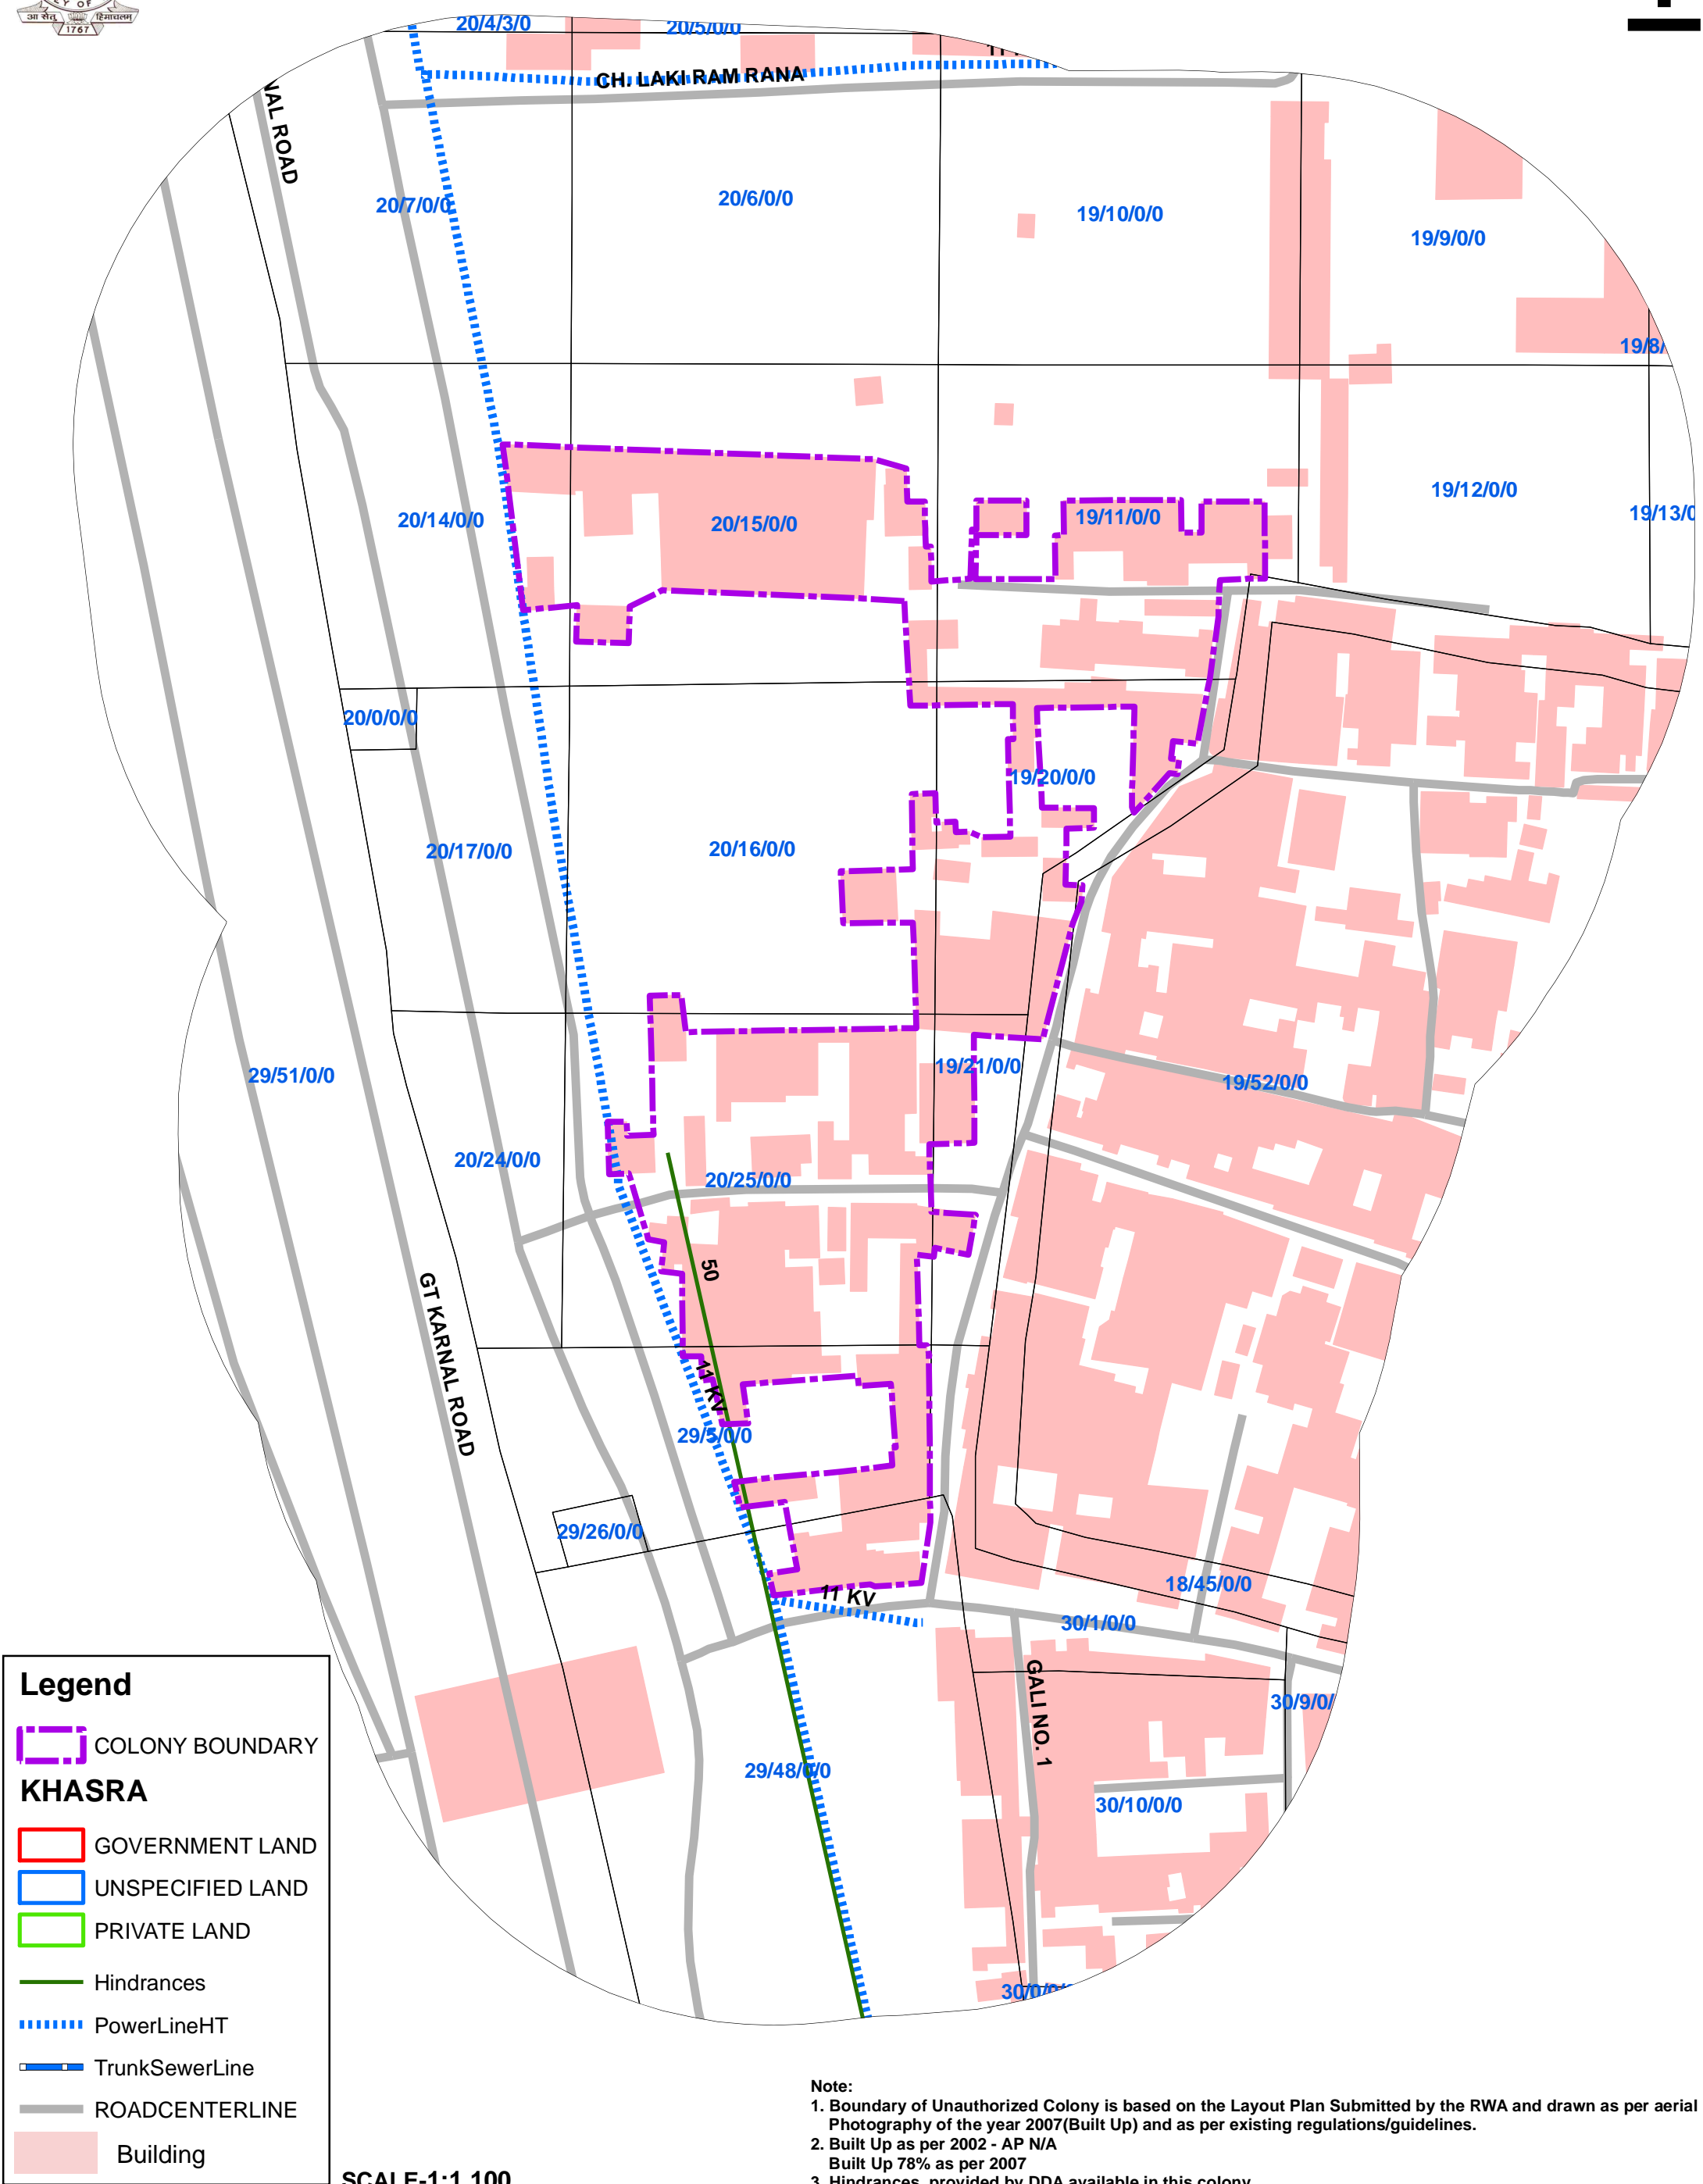 आ सेतु हिमाचलम्
1767
20/4/3/0
20/5/0/0
CH. LAKI RAM RANA
ROAD
20/7/0/0
20/6/0/0
19/10/0/0
19/9/0/0
19/8/
20/14/0/0
20/15/0/0
19/11/0/0
19/12/0/0
19/13/0
20/0/0/0
19/20/0/0
20/17/0/0
20/16/0/0
29/51/0/0
19/21/0/0
19/52/0/0
20/24/0/0
20/25/0/0
50
GT KARNAL ROAD
11 KV
29/5/0/0
29/26/0/0
11 KV
18/45/0/0
30/1/0/0
GALI NO. 1
30/9/0/
29/48/0/0
30/10/0/0
30/0/0/
Legend
COLONY BOUNDARY
KHASRA
GOVERNMENT LAND
UNSPECIFIED LAND
PRIVATE LAND
Hindrances
PowerLineHT
TrunkSewerLine
ROADCENTERLINE
Building
SCALE-1:1,100
Note:
1. Boundary of Unauthorized Colony is based on the Layout Plan Submitted by the RWA and drawn as per aerial
Photography of the year 2007(Built Up) and as per existing regulations/guidelines.
2. Built Up as per 2002 - AP N/A
Built Up 78% as per 2007
3. Hindrances, provided by DDA available in this colony